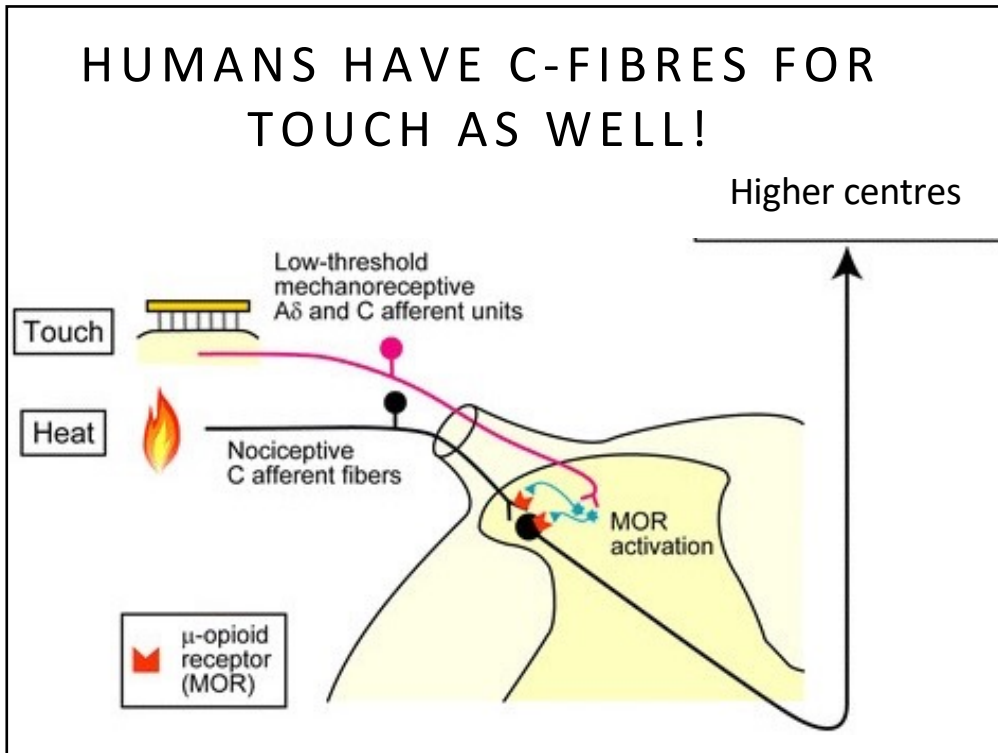 HUMANS HAVE C-FIBRES FOR
TOUCH AS WELL!
Higher centres
Low-threshold
mechanoreceptive
Aδ and C afferent units
Touch
Heat
Nociceptive
C afferent fibers
MOR
activation
μ-opioid
receptor
(MOR)